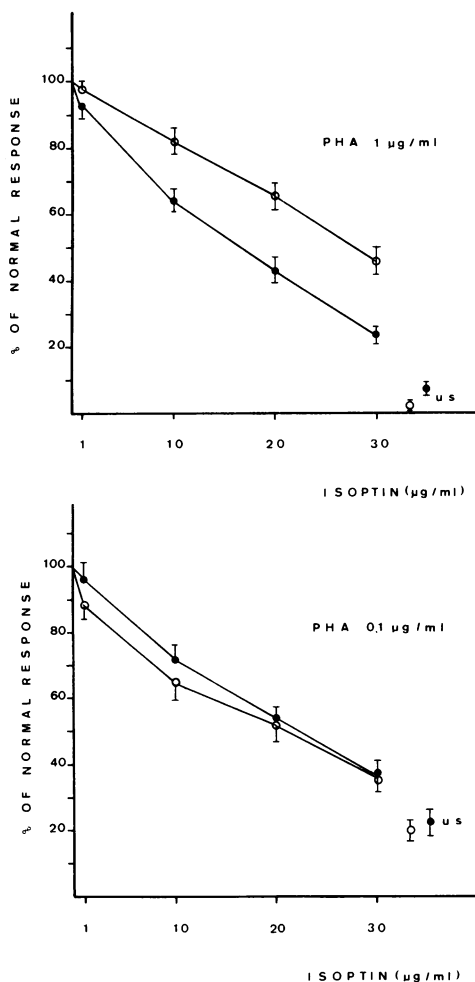 % OF NORMAL RESPONSE
100
80
60
40
20
PHA 1 µg/ml
us
1 10 20 30
ISOPTIN (µg/ml)
% OF NORMAL RESPONSE
100
80
60
40
20
PHA 0,1 µg/ml
us
1 10 20 30
ISOPTIN (µg/ml)